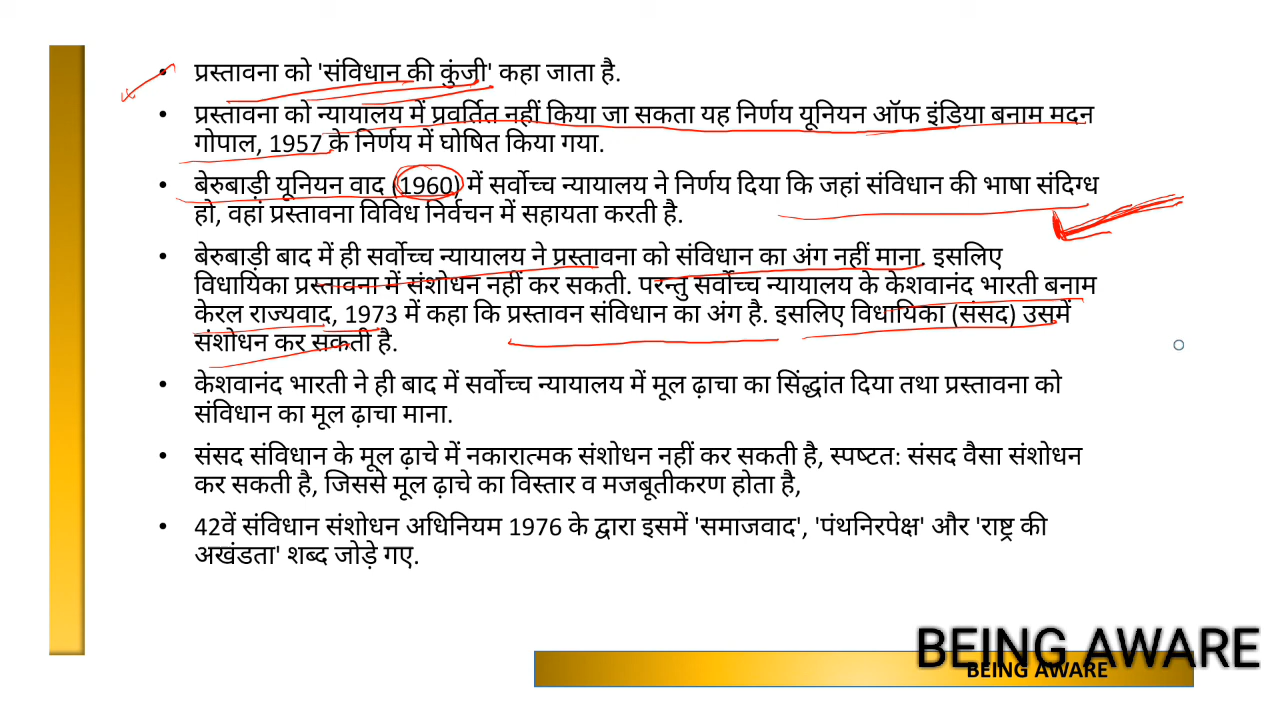 • प्रस्तावना को 'संविधान की कुंजी' कहा जाता है.
• प्रस्तावना को न्यायालय में प्रवर्तित नहीं किया जा सकता यह निर्णय यूनियन ऑफ इंडिया बनाम मदन
गोपाल, 1957 के निर्णय में घोषित किया गया.
• बेरुबाड़ी यूनियन वाद (1960) में सर्वोच्च न्यायालय ने निर्णय दिया कि जहां संविधान की भाषा संदिग्ध
हो, वहां प्रस्तावना विविध निर्वचन में सहायता करती है.
• बेरुबाड़ी बाद में ही सर्वोच्च न्यायालय ने प्रस्तावना को संविधान का अंग नहीं माना. इसलिए
विधायिका प्रस्तावना में संशोधन नहीं कर सकती. परन्तु सर्वोच्च न्यायालय के केशवानंद भारती बनाम
केरल राज्यवाद, 1973 में कहा कि प्रस्तावन संविधान का अंग है. इसलिए विधायिका (संसद) उसमें
संशोधन कर सकती है.
• केशवानंद भारती ने ही बाद में सर्वोच्च न्यायालय में मूल ढ़ाचा का सिंद्धांत दिया तथा प्रस्तावना को
संविधान का मूल ढ़ाचा माना.
• संसद संविधान के मूल ढ़ाचे में नकारात्मक संशोधन नहीं कर सकती है, स्पष्टत: संसद वैसा संशोधन
कर सकती है, जिससे मूल ढ़ाचे का विस्तार व मजबूतीकरण होता है,
• 42वें संविधान संशोधन अधिनियम 1976 के द्वारा इसमें 'समाजवाद', 'पंथनिरपेक्ष' और 'राष्ट्र की
अखंडता' शब्द जोड़े गए.
BEING AWARE
BEING AWARE